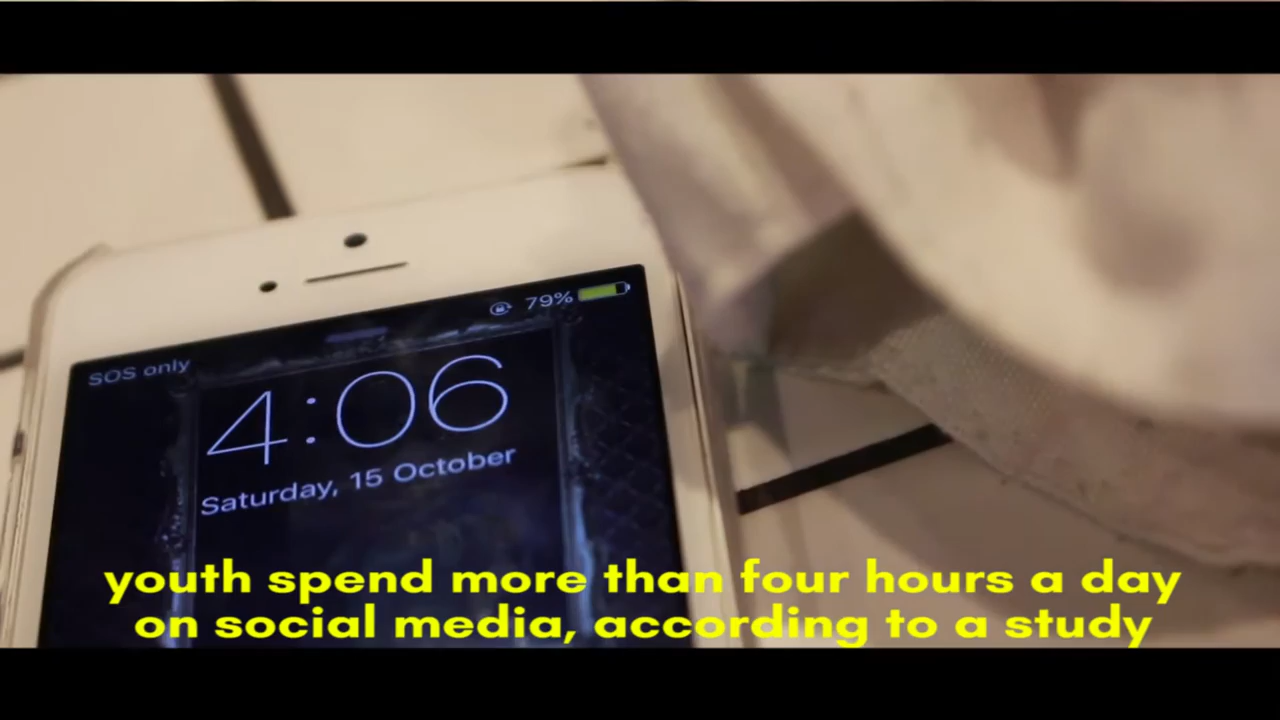 79%
SOS only
4:06
Saturday, 15 October
youth spend more than four hours a day
on social media, according to a study